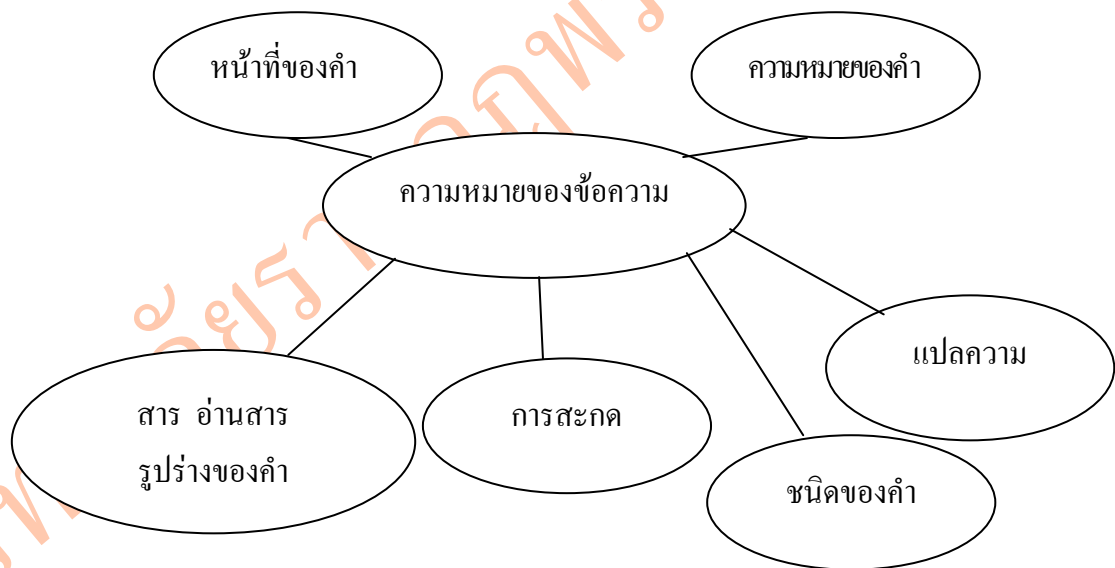 หน้าที่ของคำ
ความหมายของคำ
ความหมายของข้อความ
แปลความ
สาร อ่านสาร
รูปร่างของคำ
การสะกด
ชนิดของคำ